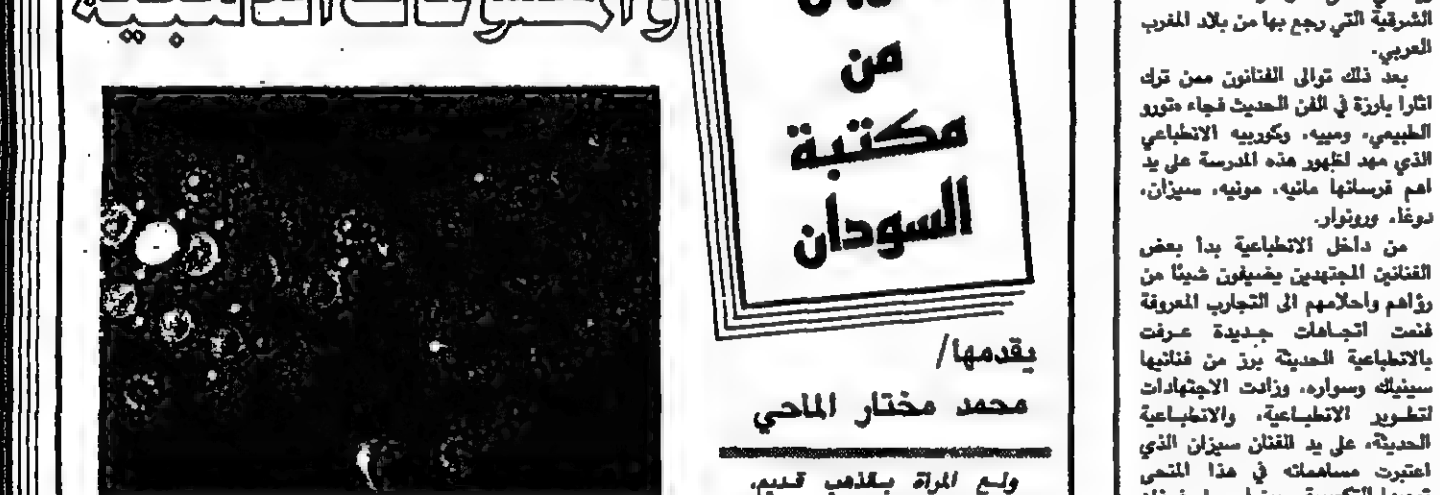 الشرقية التي رجع بها من بلاد المغرب
العربي.
بعد ذلك توالى الفنانون ممن ترك
اثارا بارزة في الفن الحديث فجاء متورو
الطبيعي، ومييه، وكوربيه الانطباعي
الذي مهد لظهور هذه المدرسة على يد
اهم فرسانها مانيه، مونيه، سيزان،
دوغا، ورونوار.
من داخل الانطباعية بدا بعض
الفنانين المجتهدين يضيفون شيئا من
رؤاهم واحلامهم الى التجارب المعروفة
فنمت اتجاهات جديدة عرفت
بالانطباعية الحديثة برز من فنانيها
سينياك وسواره، وزادت الاجتهادات
لتطوير الانطباعية، والانطباعية
الحديثة، على يد الفنان سيزان الذي
اعتبرت مساهماته في هذا المنحى
من
مكتبة
السودان
يقدمها/
محمد مختار الماحي
ولع المراة بالذهب قديم،